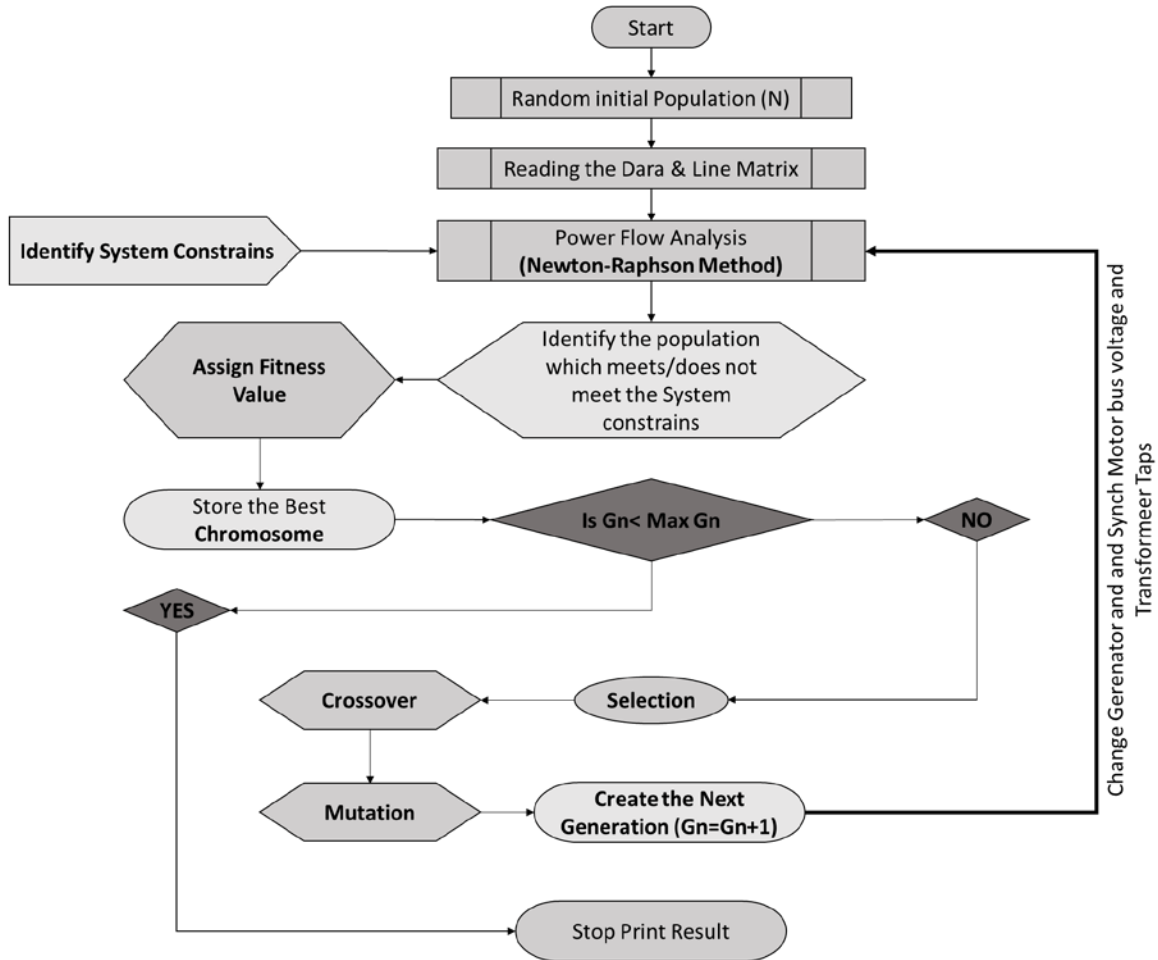 Start
Random initial Population (N)
Reading the Dara & Line Matrix
Identify System Constrains
Power Flow Analysis
(Newton-Raphson Method)
Identify the population
which meets/does not
meet the System
constrains
Assign Fitness
Value
Store the Best
Chromosome
Is Gn< Max Gn
NO
YES
Selection
Crossover
Mutation
Create the Next
Generation (Gn=Gn+1)
Change Gerenator and and Synch Motor bus voltage and
Transformeer Taps
Stop Print Result